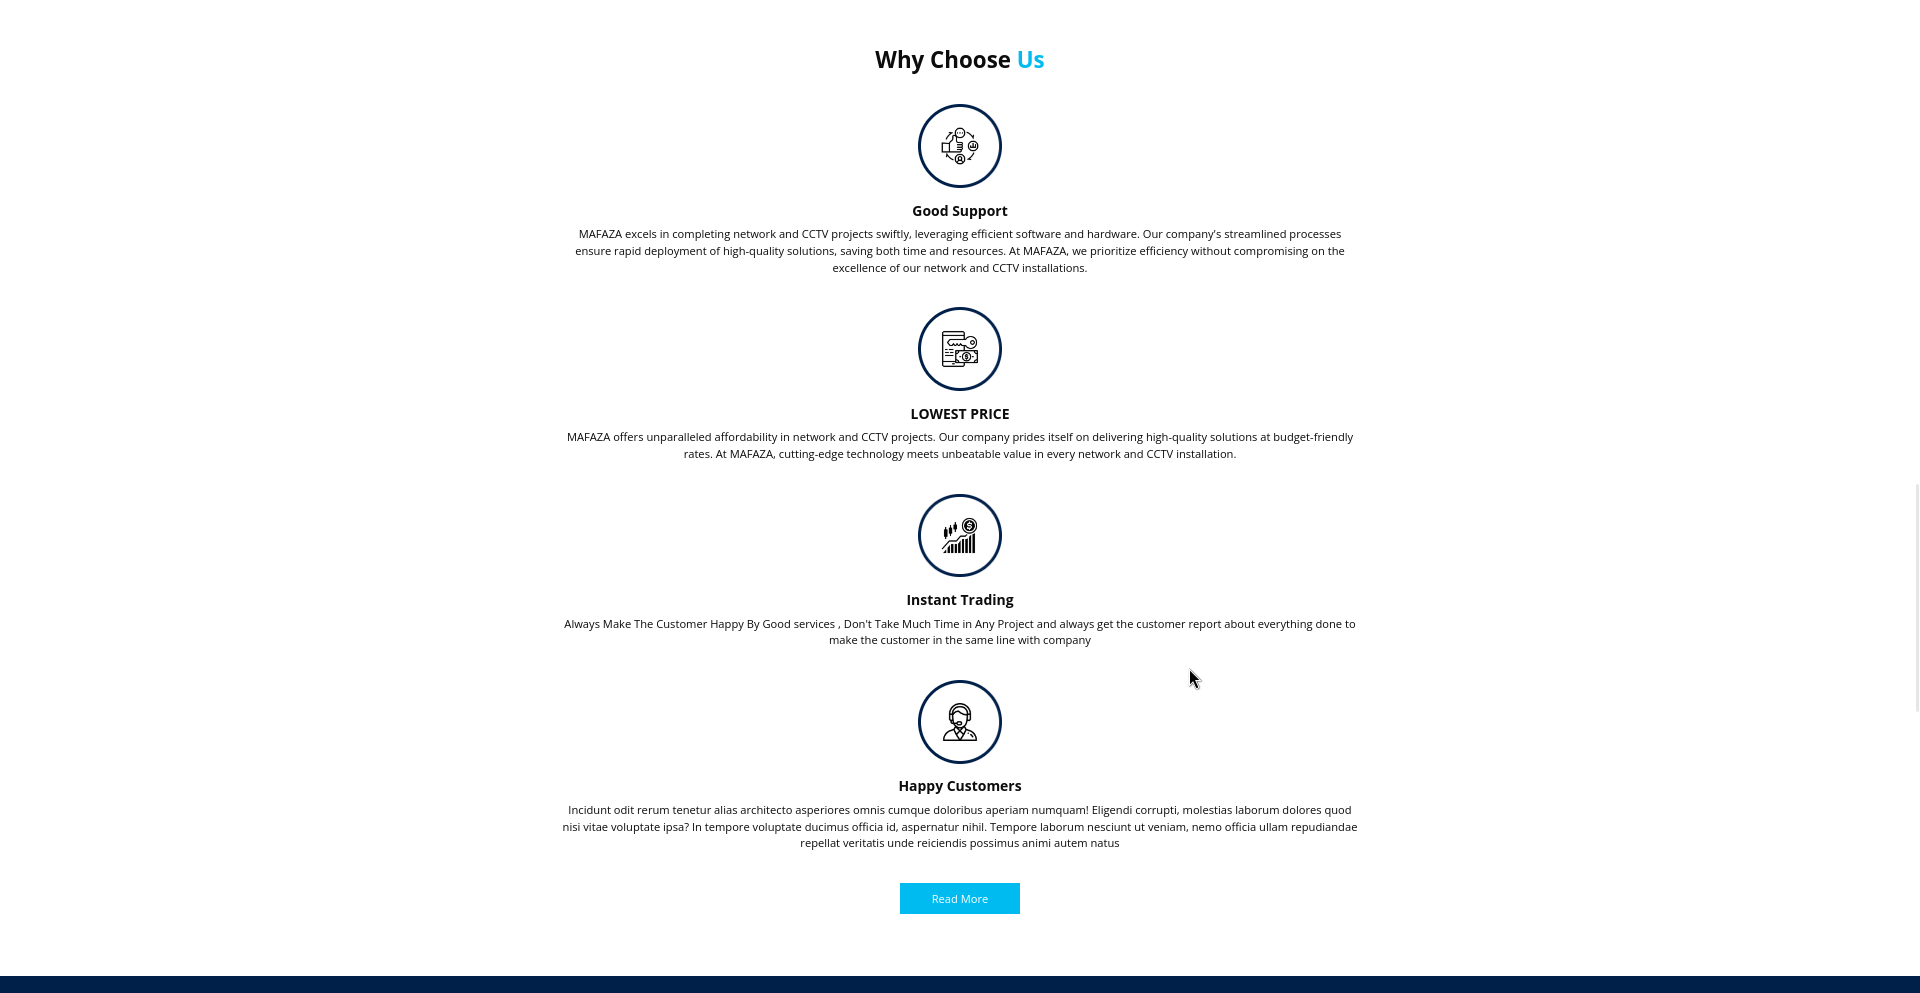 Why Choose Us
Good Support
MAFAZA excels in completing network and CCTV projects swiftly, leveraging efficient software and hardware. Our company's streamlined processes
ensure rapid deployment of high-quality solutions, saving both time and resources. At MAFAZA, we prioritize efficiency without compromising on the
excellence of our network and CCTV installations.
LOWEST PRICE
MAFAZA offers unparalleled affordability in network and CCTV projects. Our company prides itself on delivering high-quality solutions at budget-friendly
rates. At MAFAZA, cutting-edge technology meets unbeatable value in every network and CCTV installation.
Instant Trading
Always Make The Customer Happy By Good services , Don't Take Much Time in Any Project and always get the customer report about everything done to
make the customer in the same line with company
Happy Customers
Incidunt odit rerum tenetur alias architecto asperiores omnis cumque doloribus aperiam numquam! Eligendi corrupti, molestias laborum dolores quod
nisi vitae voluptate ipsa? In tempore voluptate ducimus officia id, aspernatur nihil. Tempore laborum nesciunt ut veniam, nemo officia ullam repudiandae
repellat veritatis unde reiciendis possimus animi autem natus
Read More